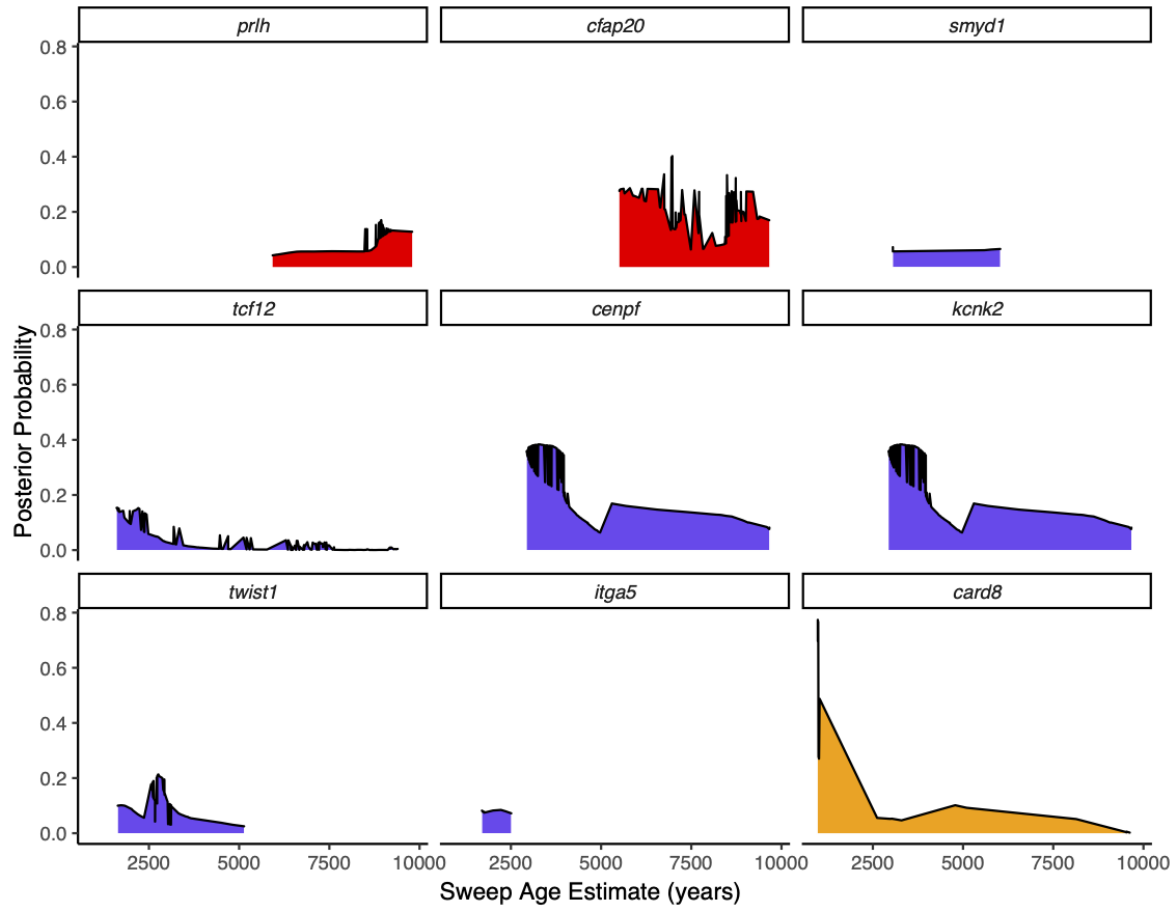 prlh cfap20 smyd1
0.8
0.6
0.4
0.2
0.0
tcf12 cenpf kcnk2
0.8
0.6
0.4
0.2
0.0
Posterior Probability
twist1 itga5 card8
0.8
0.6
0.4
0.2
0.0
2500 5000 7500 10000 2500 5000 7500 10000 2500 5000 7500 10000
Sweep Age Estimate (years)